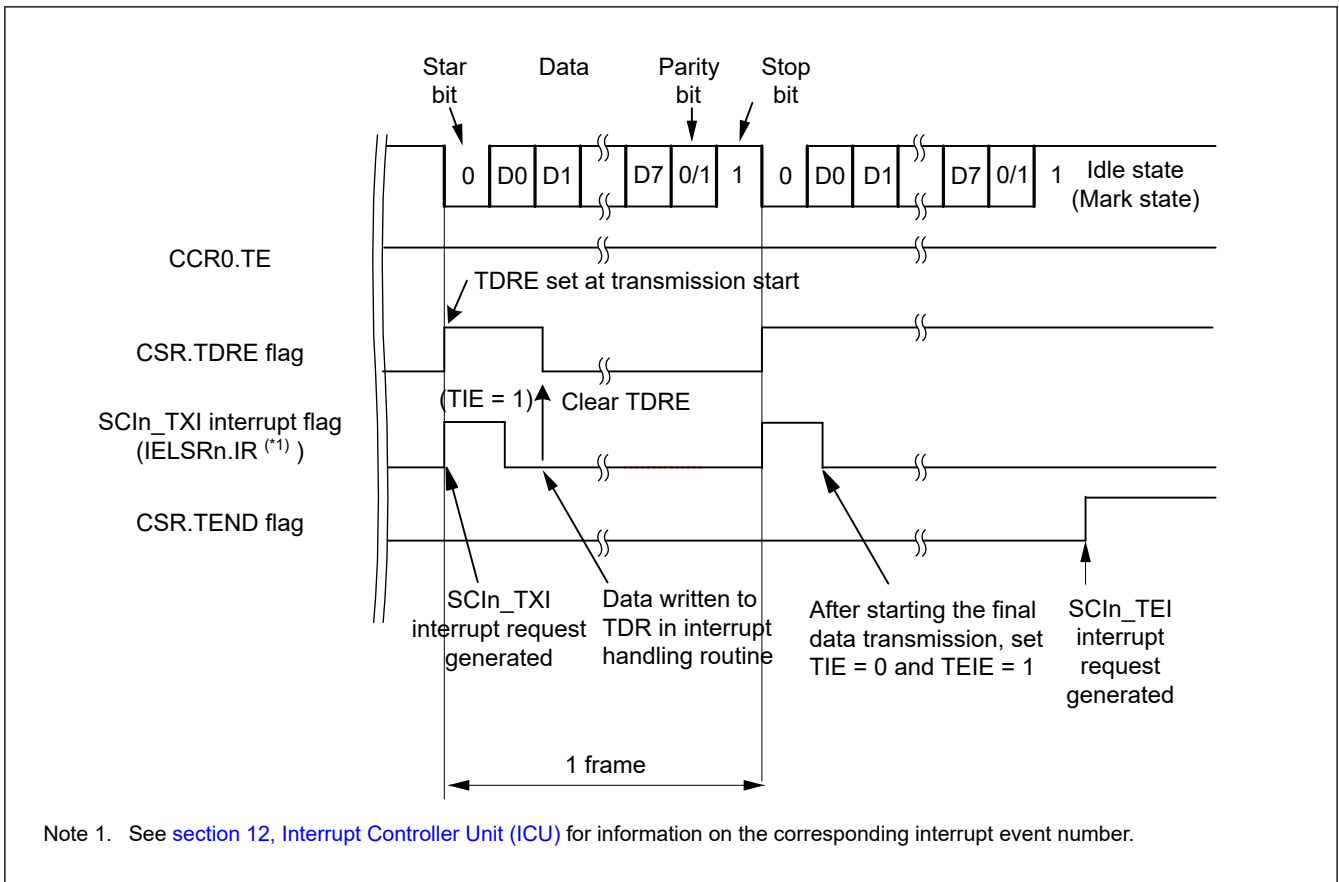 Star
bit
Data
Parity
bit
Stop
bit
0 D0 D1 D7 0/1 1 0 D0 D1 D7 0/1 1 Idle state
(Mark state)
CCR0.TE
TDRE set at transmission start
CSR.TDRE flag
(TIE = 1) Clear TDRE
SCIn_TXI interrupt flag
(IELSRn.IR (*1) )
CSR.TEND flag
SCIn_TXI
interrupt request
generated
Data written to
TDR in interrupt
handling routine
After starting the final
data transmission, set
TIE = 0 and TEIE = 1
SCIn_TEI
interrupt
request
generated
1 frame
Note 1. See section 12, Interrupt Controller Unit (ICU) for information on the corresponding interrupt event number.